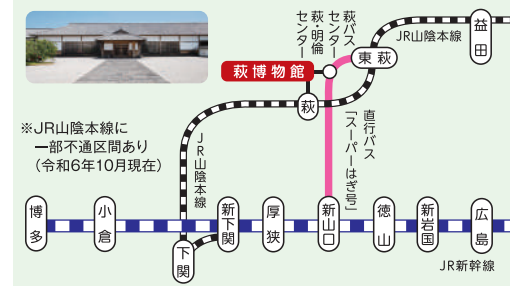 益田
JR山陰本線
萩バス
センター
萩・明倫
センター
東萩
萩博物館
萩
直行バス
「スーパーはぎ号」
※JR山陰本線に
一部不通区間あり
（令和6年10月現在）
JR山陰本線
博多
小倉
新下関
厚狭
新山口
徳山
新岩国
広島
下関
JR新幹線